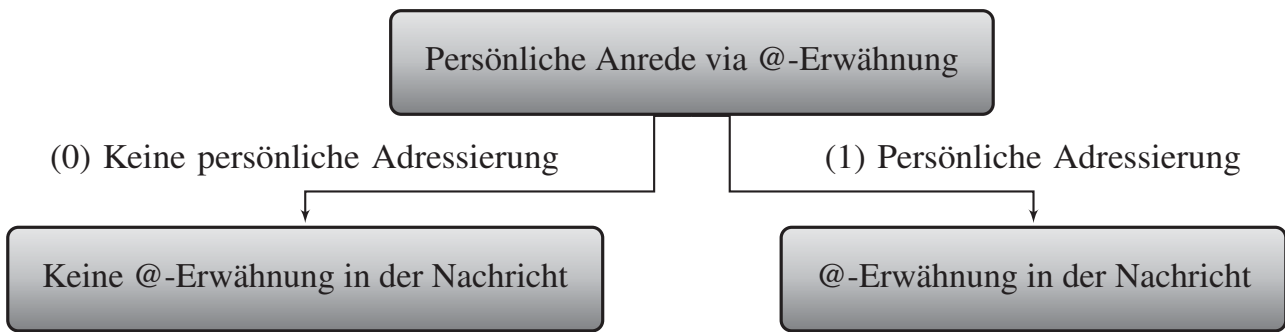 Persönliche Anrede via @-Erwähnung
(0) Keine persönliche Adressierung
(1) Persönliche Adressierung
Keine @-Erwähnung in der Nachricht
@-Erwähnung in der Nachricht